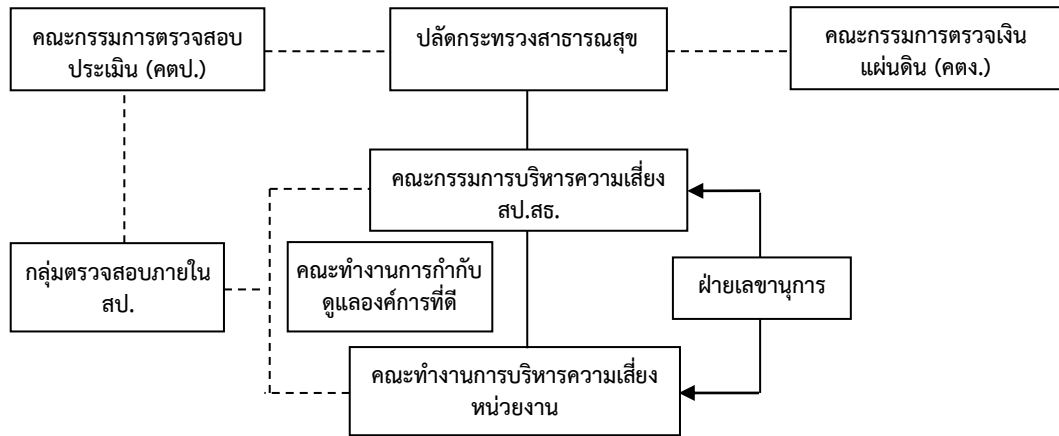 คณะกรรมการตรวจสอบ
ประเมิน (คตป.)
ปลัดกระทรวงสาธารณสุข
คณะกรรมการตรวจเงิน
แผ่นดิน (คตง.)
คณะกรรมการบริหารความเสี่ยง
สป.สธ.
กลุ่มตรวจสอบภายใน
สป.
คณะทำงานการกำกับ
ดูแลองค์การที่ดี
ฝ่ายเลขานุการ
คณะทำงานการบริหารความเสี่ยง
หน่วยงาน